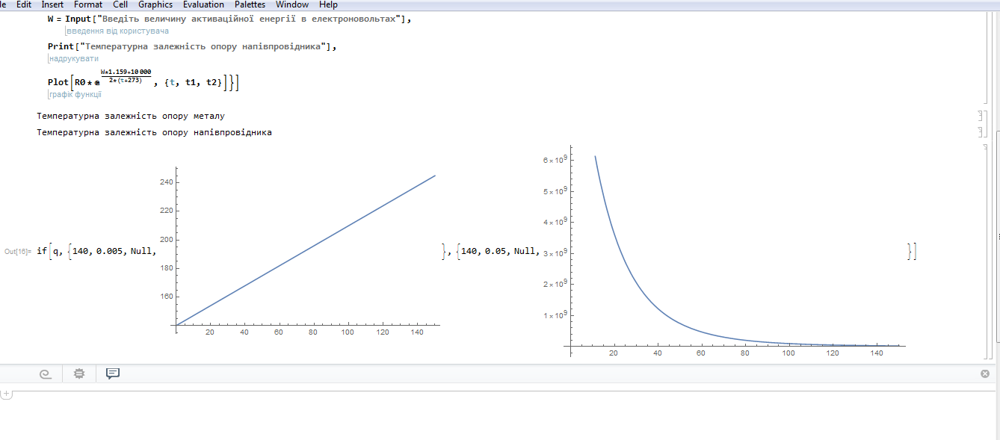 le Edit Insert Format Cell Graphics Evaluation Palettes Window Help
W = Input["Введіть величину активаційної енергії в електроновольтах"],
введення від користувача
Print["Температурна залежність опору напівпровідника"],
надрукувати
Plot[R0*e^(W*1.159*10000/(2*(t+273))), {t, t1, t2}]}]
графік функції
Температурна залежність опору металу
Температурна залежність опору напівпровідника
Out[16]= if[q, {140, 0.005, Null,
240
220
200
180
160
20 40 60 80 100 120 140
}, {140, 0.05, Null,
6×10^9
5×10^9
4×10^9
3×10^9
2×10^9
1×10^9
20 40 60 80 100 120 140
}]